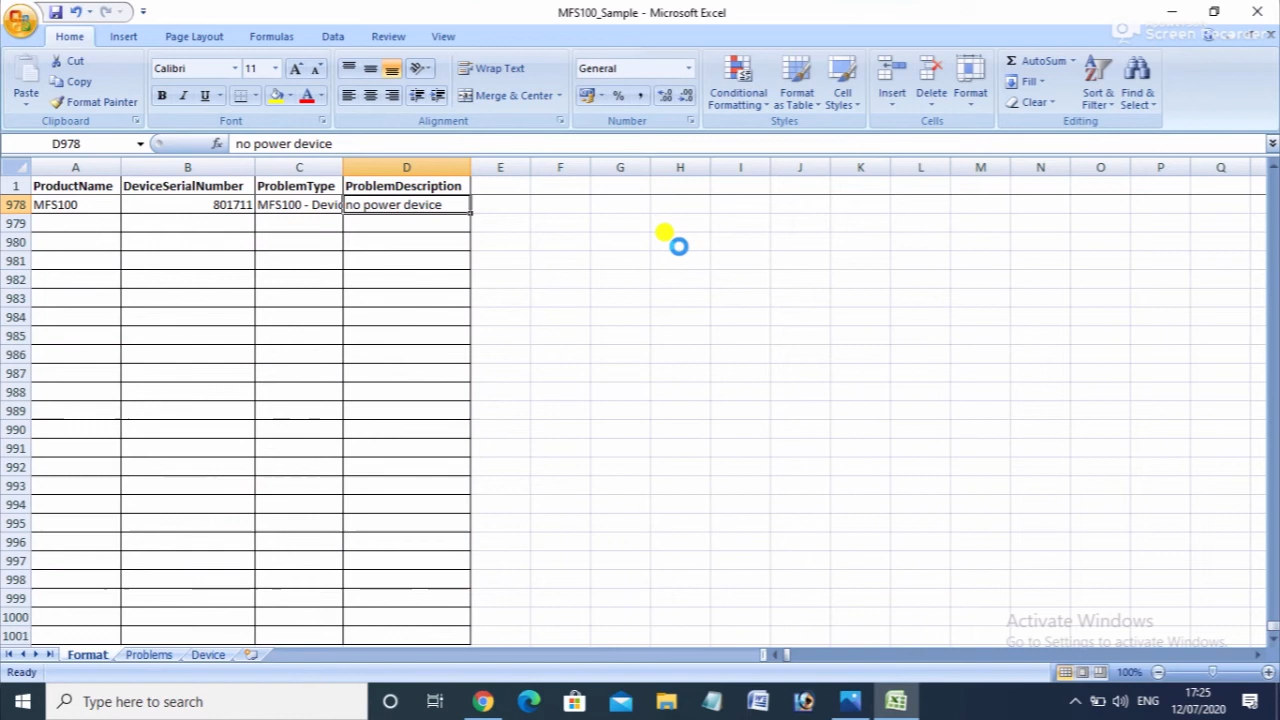 MFS100_Sample - Microsoft Excel
Home Insert Page Layout Formulas Data Review View
Screen Recorder
Paste Cut Copy Format Painter
Calibri 11
B I U
Wrap Text
Merge & Center
General
Conditional Formatting
Format as Table
Cell Styles
Insert Delete Format
AutoSum
Fill
Clear
Sort & Filter
Find & Select
Clipboard Font Alignment Number Styles Cells Editing
D978 fx no power device
A B C D E F G H I J K L M N O P Q
1 ProductName DeviceSerialNumber ProblemType ProblemDescription
978 MFS100 801711 MFS100 - Devic no power device
979
980
981
982
983
984
985
986
987
988
989
990
991
992
993
994
995
996
997
998
999
1000
1001
Activate Windows
Go to Settings to activate Windows.
Format Problems Device
Ready 100%
Type here to search
ENG
17:25
12/07/2020